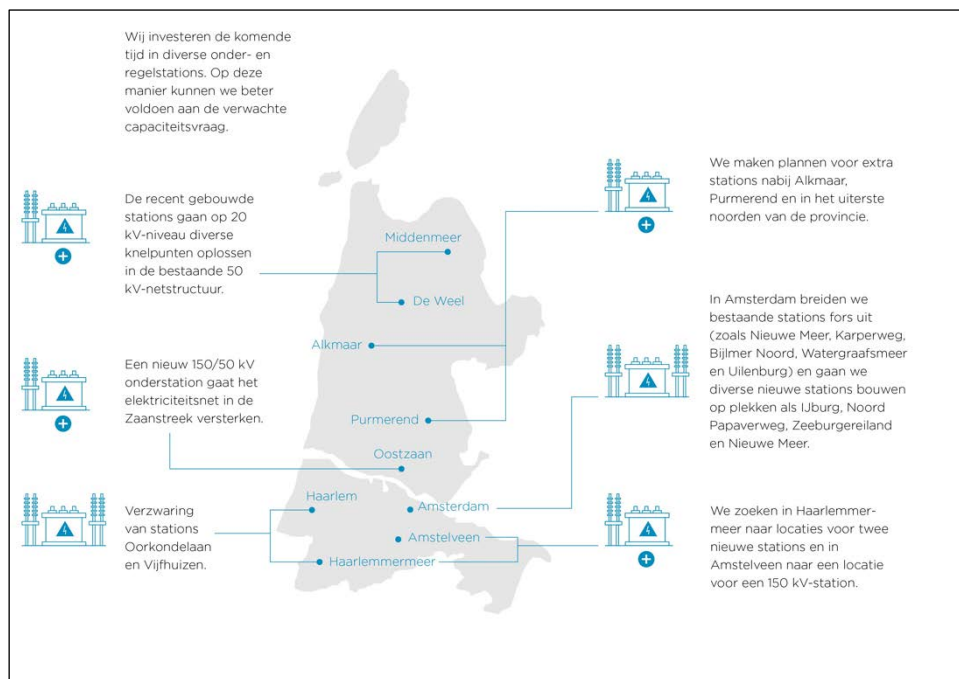 Wij investeren de komende
tijd in diverse onder- en
regelstations. Op deze
manier kunnen we beter
voldoen aan de verwachte
capaciteitsvraag.
De recent gebouwde
stations gaan op 20
kV-niveau diverse
knelpunten oplossen
in de bestaande 50
kV-netstructuur.
Een nieuw 150/50 kV
onderstation gaat het
elektriciteitsnet in de
Zaanstreek versterken.
Verzwaring
van stations
Oorkondelaan
en Vijfhuizen.
Middenmeer
De Weel
Alkmaar
Purmerend
Oostzaan
Haarlem
Amsterdam
Amstelveen
Haarlemmermeer
We maken plannen voor extra
stations nabij Alkmaar,
Purmerend en in het uiterste
noorden van de provincie.
In Amsterdam breiden we
bestaande stations fors uit
(zoals Nieuwe Meer, Karperweg,
Bijlmer Noord, Watergraafsmeer
en Uilenburg) en gaan we
diverse nieuwe stations bouwen
op plekken als IJburg, Noord
Papaverweg, Zeeburgereiland
en Nieuwe Meer.
We zoeken in Haarlemmer-
meer naar locaties voor twee
nieuwe stations en in
Amstelveen naar een locatie
voor een 150 kV-station.